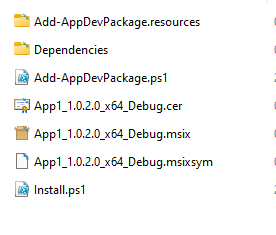 Add-AppDevPackage.resources
Dependencies
Add-AppDevPackage.ps1
App1_1.0.2.0_x64_Debug.cer
App1_1.0.2.0_x64_Debug.msix
App1_1.0.2.0_x64_Debug.msixsym
Install.ps1